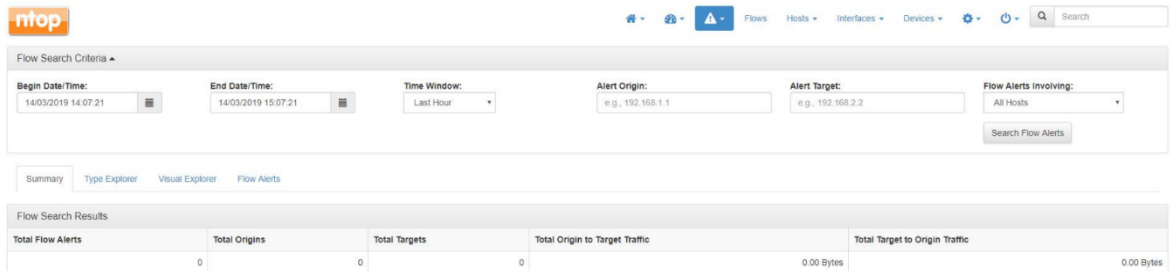 ntop
Flows Hosts Interfaces Devices Search
Flow Search Criteria
Begin Date/Time: End Date/Time: Time Window: Alert Origin: Alert Target: Flow Alerts Involving:
14/03/2019 14:07:21 14/03/2019 15:07:21 Last Hour e.g., 192.168.1.1 e.g., 192.168.2.2 All Hosts
Search Flow Alerts
Summary Type Explorer Visual Explorer Flow Alerts
Flow Search Results
Total Flow Alerts Total Origins Total Targets Total Origin to Target Traffic Total Target to Origin Traffic
0 0 0 0.00 Bytes 0.00 Bytes